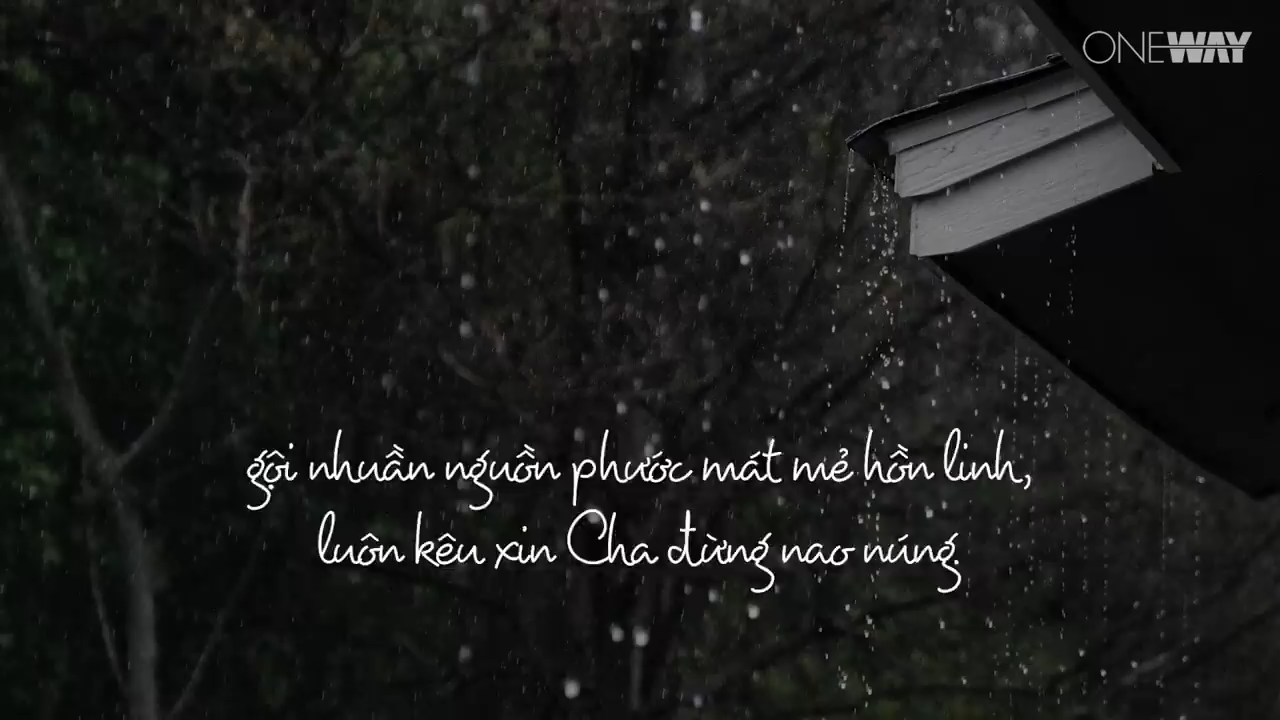 ONEWAY
gội nhuần nguồn phước mát mẻ hồn linh,
luôn kêu xin Cha đừng nao núng.